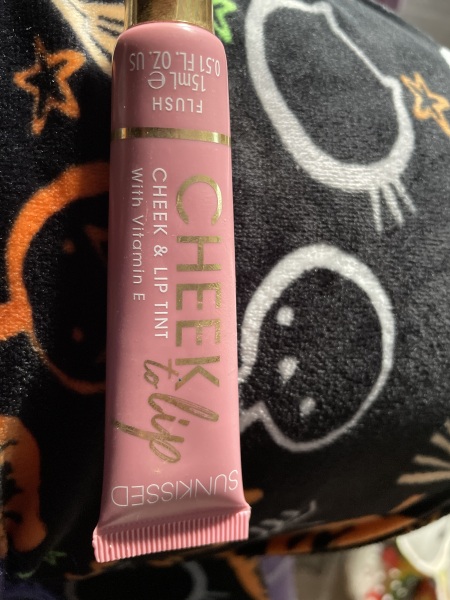 SUNKISSED
CHEEK
to lip
CHEEK & LIP TINT
With Vitamin E
FLUSH
15mL e
0.51 FL. OZ. US